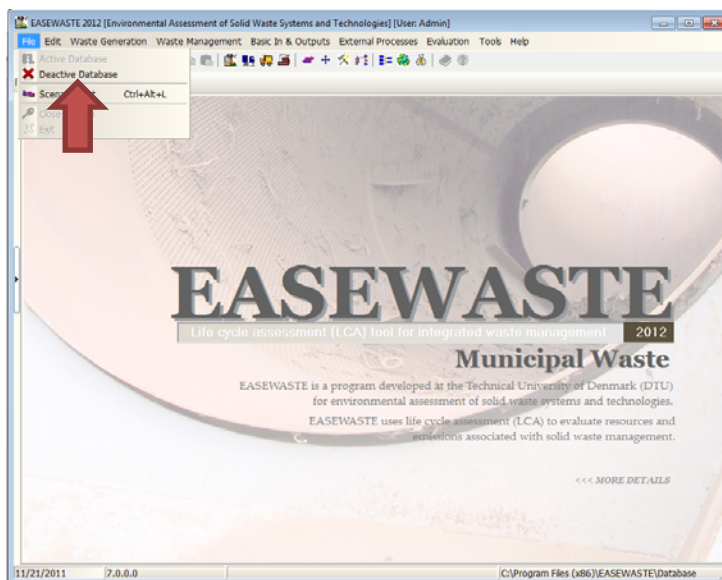 EASEWASTE 2012 [Environmental Assessment of Solid Waste Systems and Technologies] [User: Admin]
File Edit Waste Generation Waste Management Basic In & Outputs External Processes Evaluation Tools Help
Active Database
Deactive Database
Ctrl+Alt+L
Close
Exit
EASEWASTE
Life cycle assessment (LCA) tool for integrated waste management 2012
Municipal Waste
EASEWASTE is a program developed at the Technical University of Denmark (DTU)
for environmental assessment of solid waste systems and technologies.
EASEWASTE uses life cycle assessment (LCA) to evaluate resources and
emissions associated with solid waste management.
<<< MORE DETAILS
11/21/2011 7.0.0.0 C:\Program Files (x86)\EASEWASTE\Database